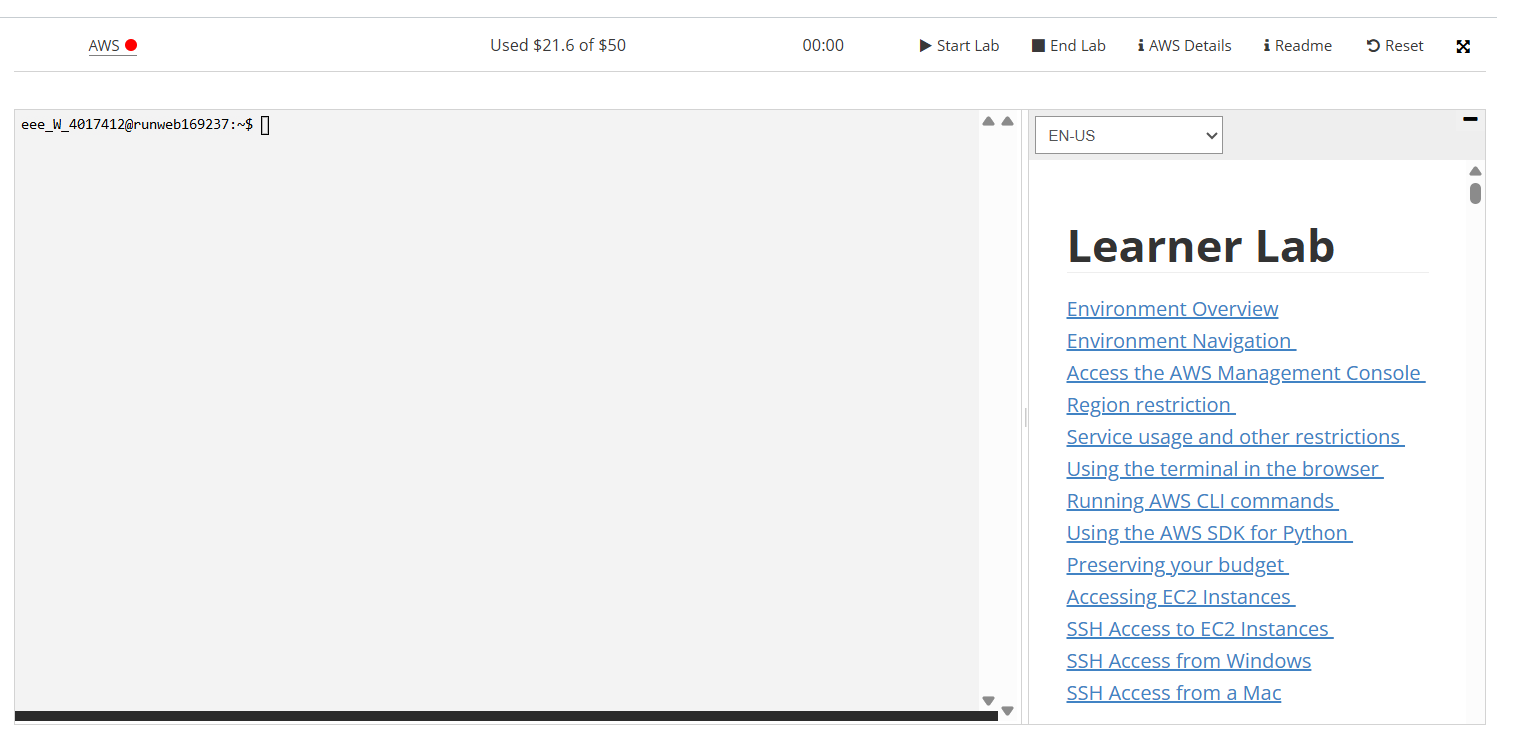 AWS Used $21.6 of $50 00:00 Start Lab End Lab AWS Details Readme Reset
eee_W_4017412@runweb169237:~$
EN-US
Learner Lab
Environment Overview
Environment Navigation
Access the AWS Management Console
Region restriction
Service usage and other restrictions
Using the terminal in the browser
Running AWS CLI commands
Using the AWS SDK for Python
Preserving your budget
Accessing EC2 Instances
SSH Access to EC2 Instances
SSH Access from Windows
SSH Access from a Mac